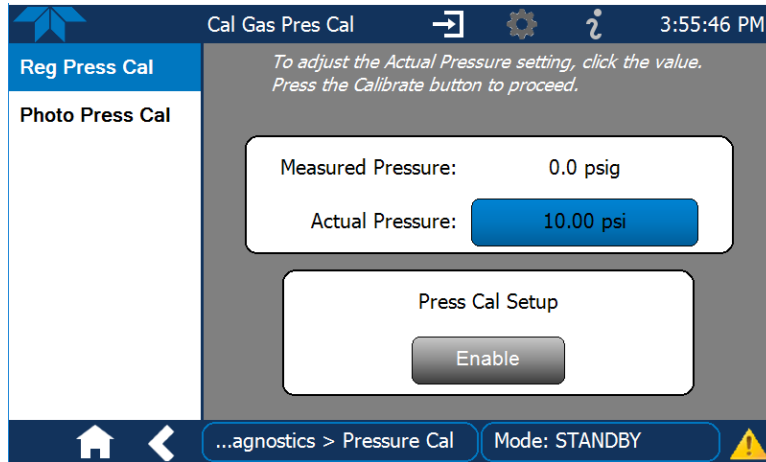 Cal Gas Pres Cal
3:55:46 PM
Reg Press Cal
Photo Press Cal
To adjust the Actual Pressure setting, click the value.
Press the Calibrate button to proceed.
Measured Pressure: 0.0 psig
Actual Pressure: 10.00 psi
Press Cal Setup
Enable
...agnostics > Pressure Cal
Mode: STANDBY